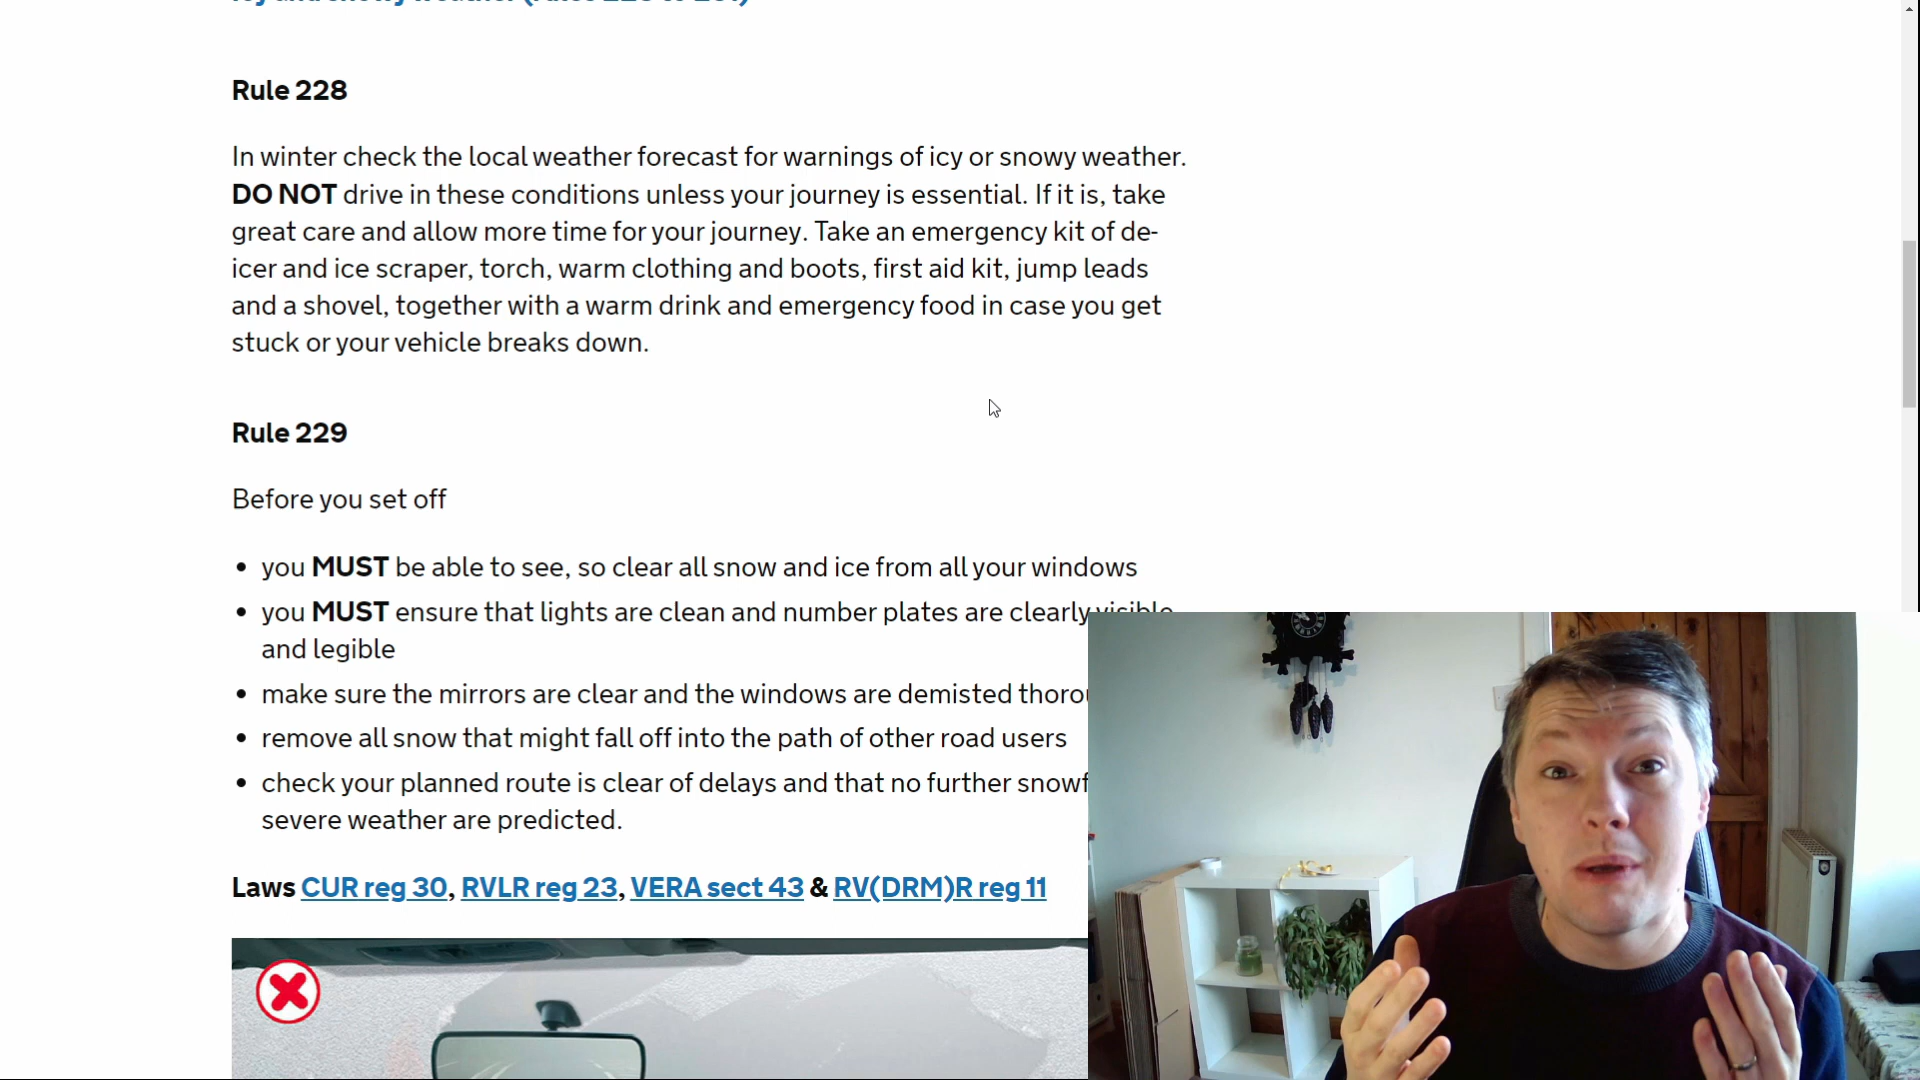 Rule 228
In winter check the local weather forecast for warnings of icy or snowy weather.
DO NOT drive in these conditions unless your journey is essential. If it is, take
great care and allow more time for your journey. Take an emergency kit of de-
icer and ice scraper, torch, warm clothing and boots, first aid kit, jump leads
and a shovel, together with a warm drink and emergency food in case you get
stuck or your vehicle breaks down.
Rule 229
Before you set off
• you MUST be able to see, so clear all snow and ice from all your windows
• you MUST ensure that lights are clean and number plates are clearly visible
and legible
• make sure the mirrors are clear and the windows are demisted
• remove all snow that might fall off into the path of other road users
• check your planned route is clear of delays and that no further
severe weather are predicted.
Laws CUR reg 30, RVLR reg 23, VERA sect 43 & RV(DRM)R reg 11